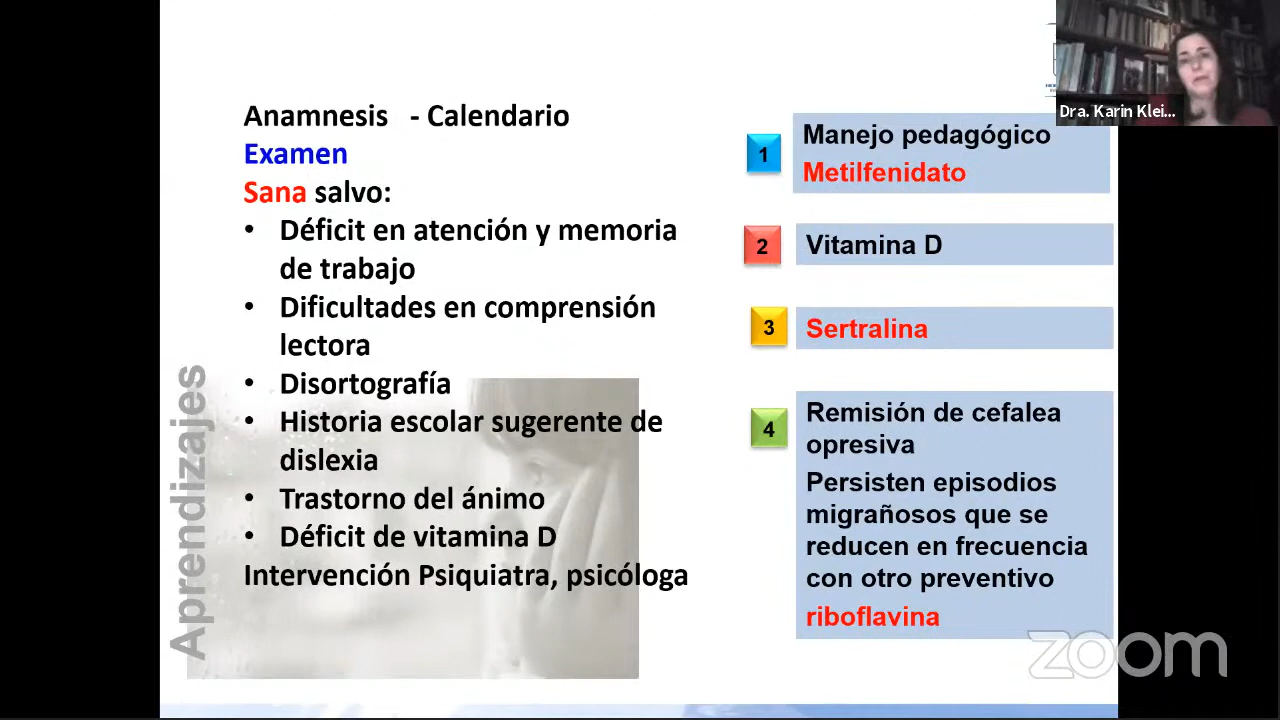 Anamnesis - Calendario
Examen
Sana salvo:
• Déficit en atención y memoria
de trabajo
• Dificultades en comprensión
lectora
• Disortografía
• Historia escolar sugerente de
dislexia
• Trastorno del ánimo
• Déficit de vitamina D
Intervención Psiquiatra, psicóloga
Aprendizajes
1
Manejo pedagógico
Metilfenidato
2
Vitamina D
3
Sertralina
4
Remisión de cefalea
opresiva
Persisten episodios
migrañosos que se
reducen en frecuencia
con otro preventivo
riboflavina
Dra. Karin Klei...
zoom